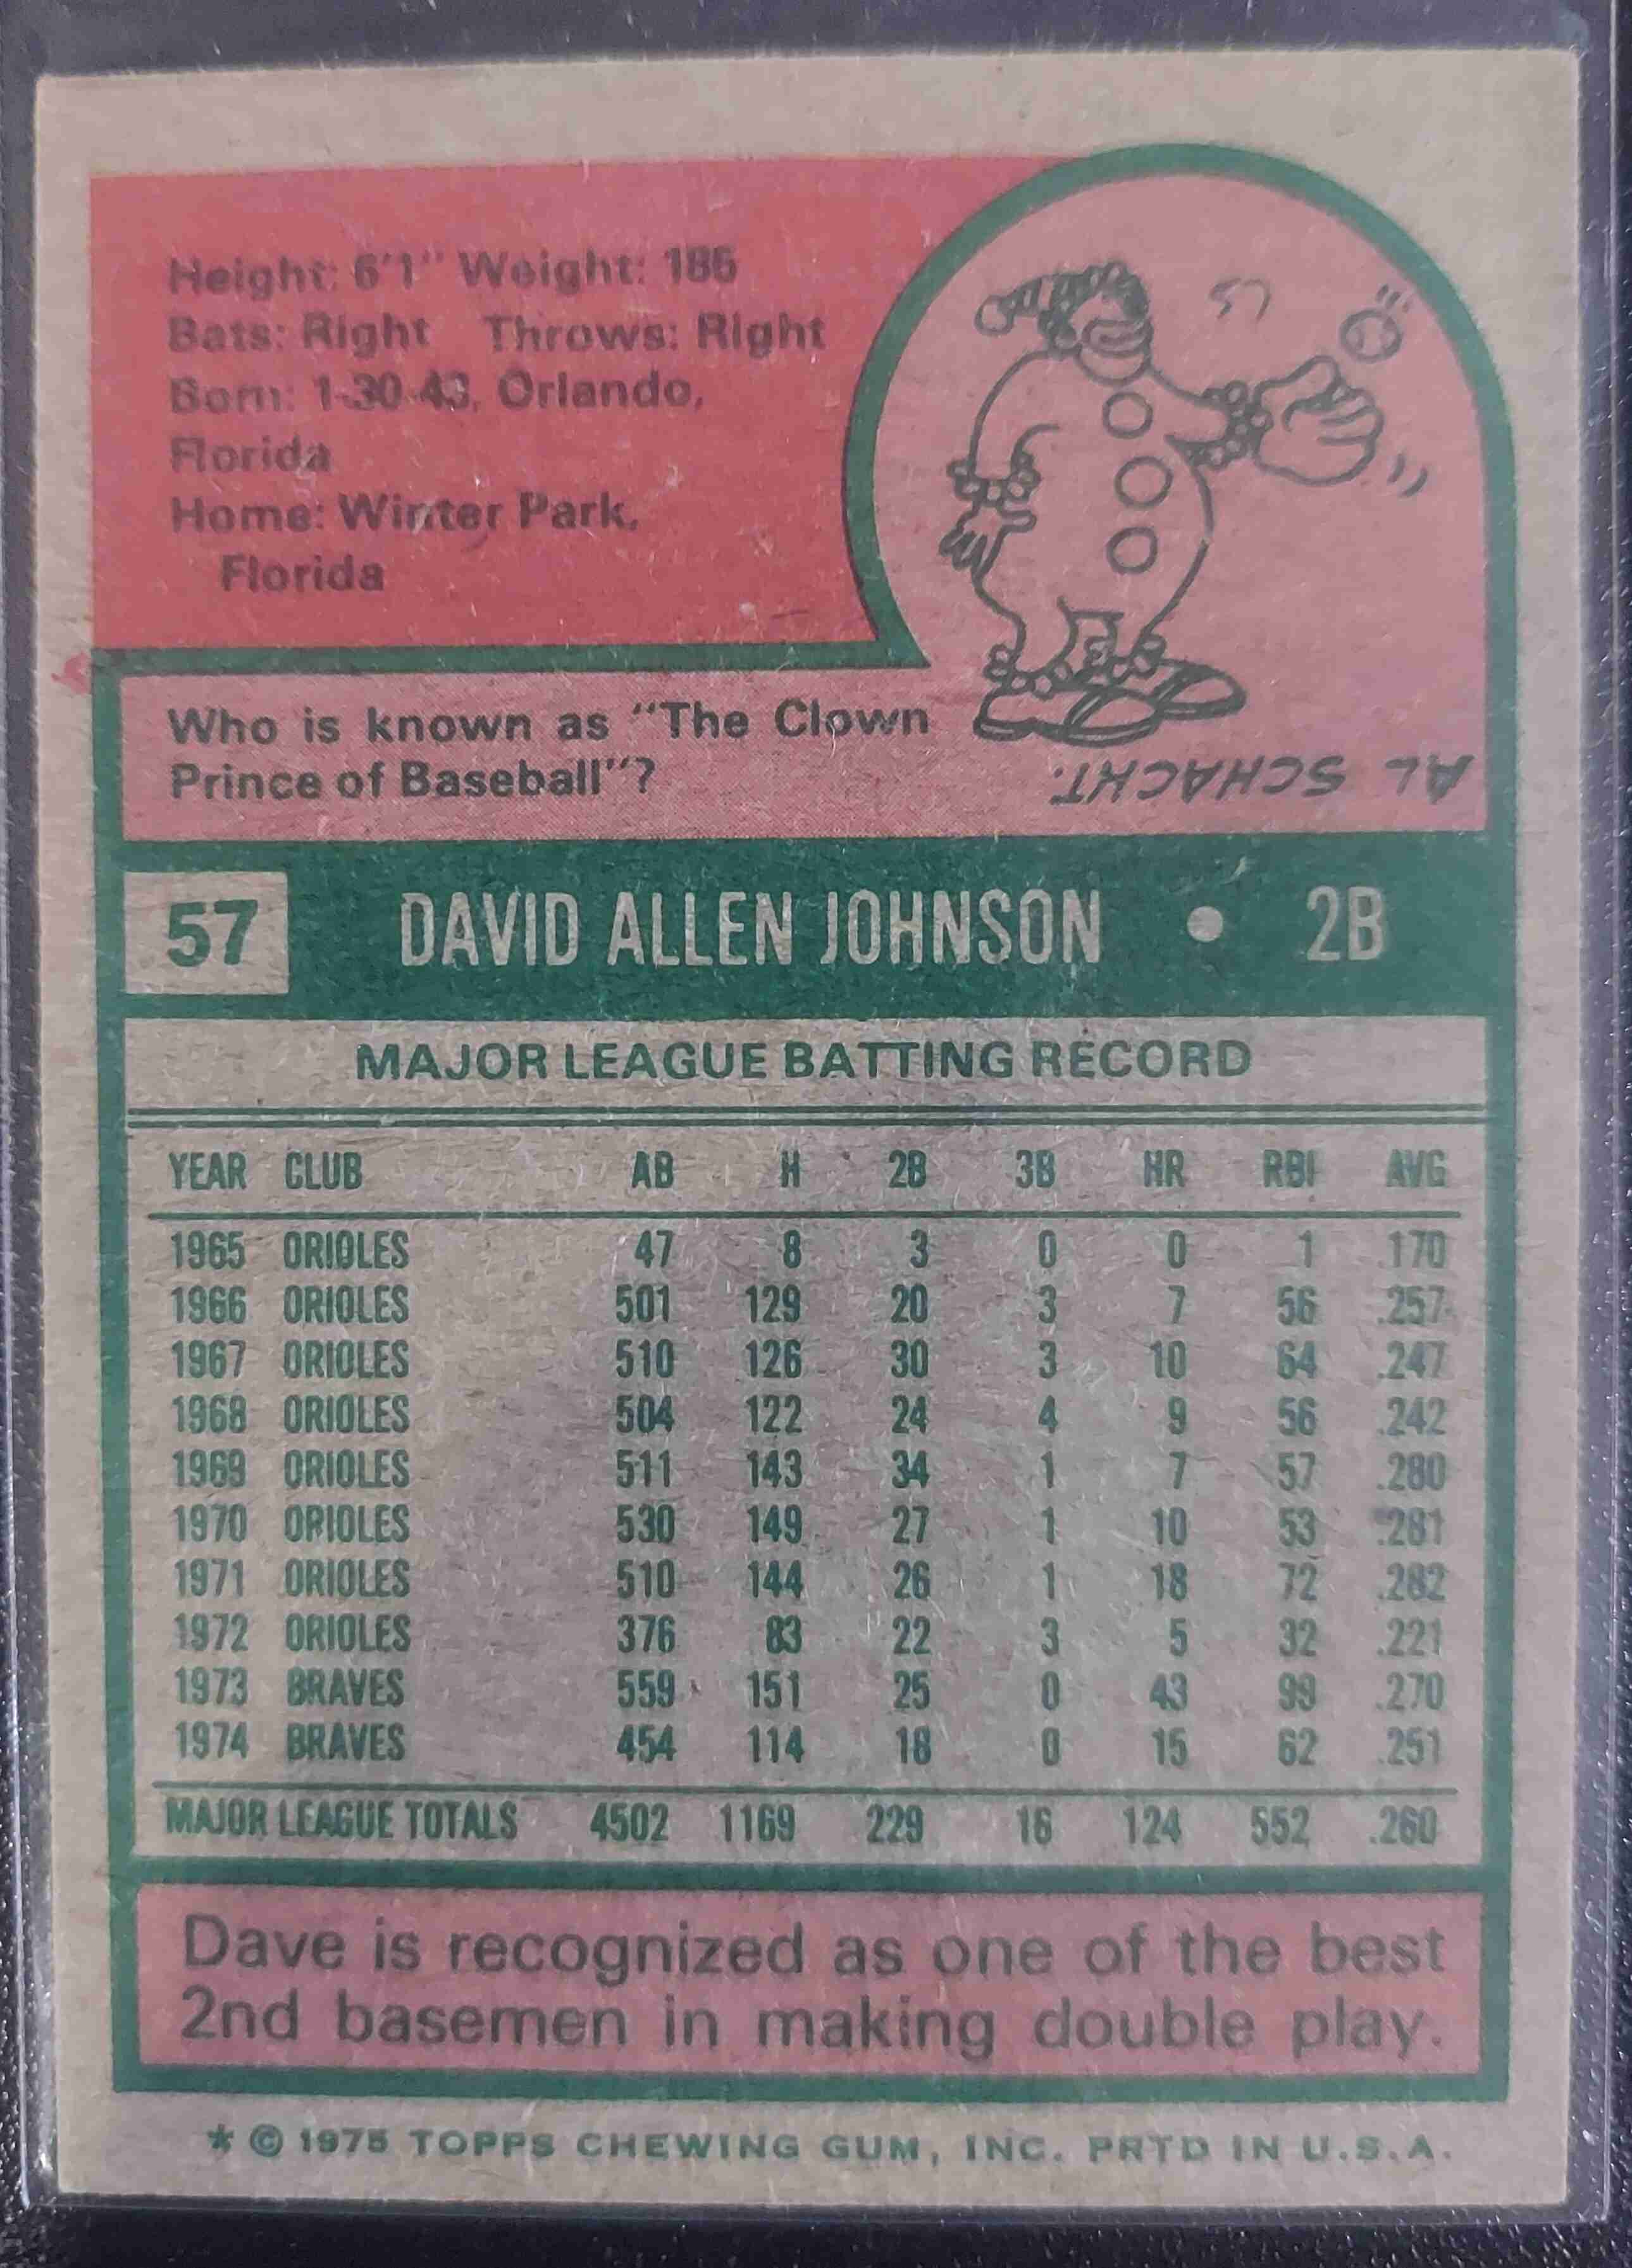 Height: 6'1" Weight: 185
Bats: Right Throws: Right
Born: 1-30-43, Orlando,
Florida
Home: Winter Park,
Florida
Who is known as "The Clown
Prince of Baseball"?
AL SCHACHT.
57 DAVID ALLEN JOHNSON • 2B
MAJOR LEAGUE BATTING RECORD
YEAR CLUB AB H 2B 3B HR RBI AVG
1965 ORIOLES 47 8 3 0 0 1 .170
1966 ORIOLES 501 129 20 3 7 56 .257
1967 ORIOLES 510 126 30 3 10 64 .247
1968 ORIOLES 504 122 24 4 9 56 .242
1969 ORIOLES 511 143 34 1 7 57 .280
1970 ORIOLES 530 149 27 1 10 53 .281
1971 ORIOLES 510 144 26 1 18 72 .282
1972 ORIOLES 376 83 22 3 5 32 .221
1973 BRAVES 559 151 25 0 43 99 .270
1974 BRAVES 454 114 18 0 15 62 .251
MAJOR LEAGUE TOTALS 4502 1169 229 16 124 552 .260
Dave is recognized as one of the best
2nd basemen in making double play.
* © 1975 TOPPS CHEWING GUM, INC. PRTD IN U.S.A.